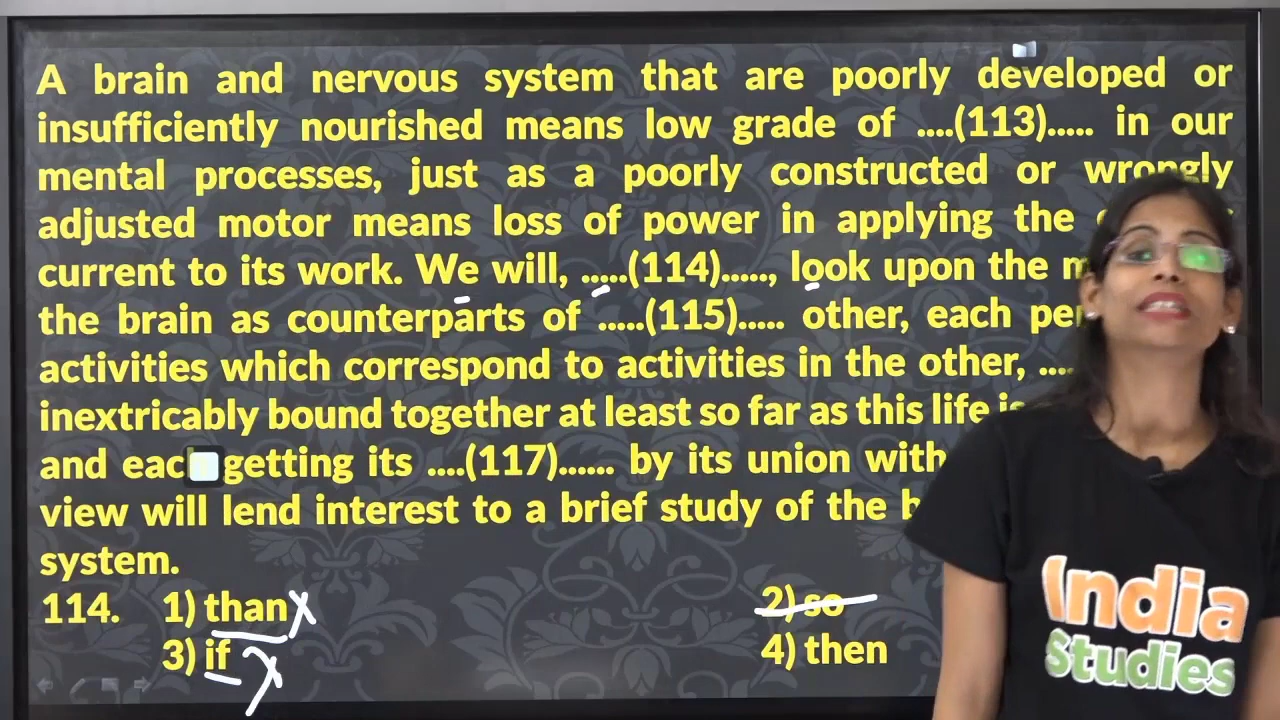 A brain and nervous system that are poorly developed or
insufficiently nourished means low grade of ....(113)..... in our
mental processes, just as a poorly constructed or wrongly
adjusted motor means loss of power in applying the
current to its work. We will, .....(114)....., look upon the
the brain as counterparts of .....(115)..... other, each
activities which correspond to activities in the other, ....
inextricably bound together at least so far as this life
and getting its ....(117)...... by its union with
view will lend interest to a brief study of the
system.
114. 1) than 2) so
3) if 4) then
India
Studies